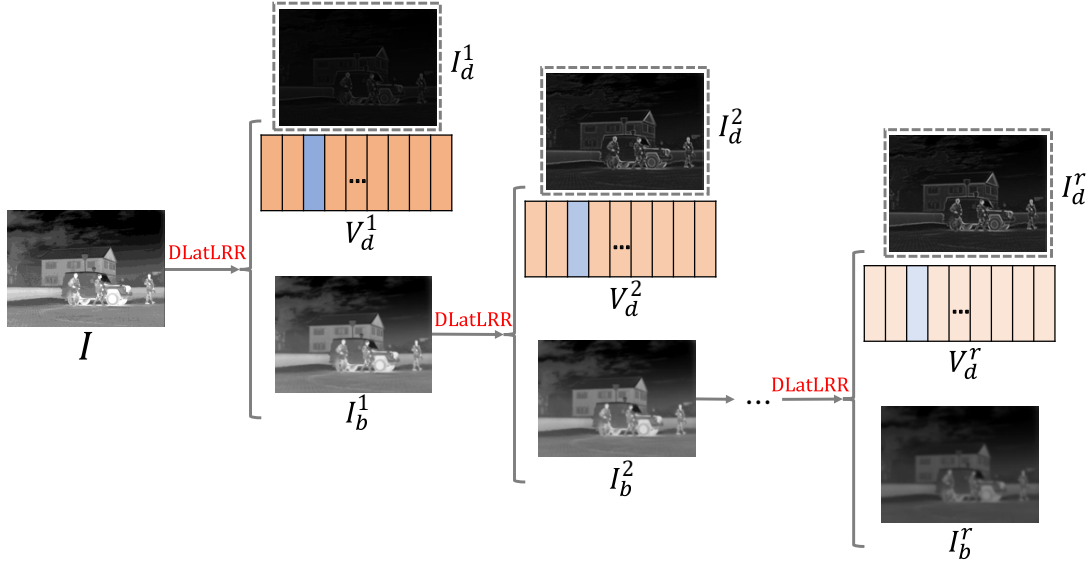 I_d^1
...
V_d^1
DLatLRR
I
I_b^1
I_d^2
...
V_d^2
DLatLRR
I_b^2
...
DLatLRR
I_d^r
...
V_d^r
I_b^r